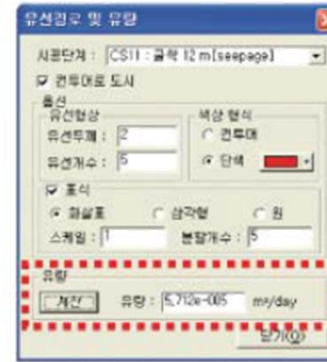 유선경로 및 유량
시공단계 : CS11 : 굴착 12 m[seepage]
컨투어로 도시
옵션
유선형상
유선두께 : 2
유선개수 : 5
색상 형식
컨투어
단색
표식
화살표 삼각형 원
스케일 : 1 분할개수 : 5
유량
계산 유량 : 5,712e-005 m³/day
닫기(Q)